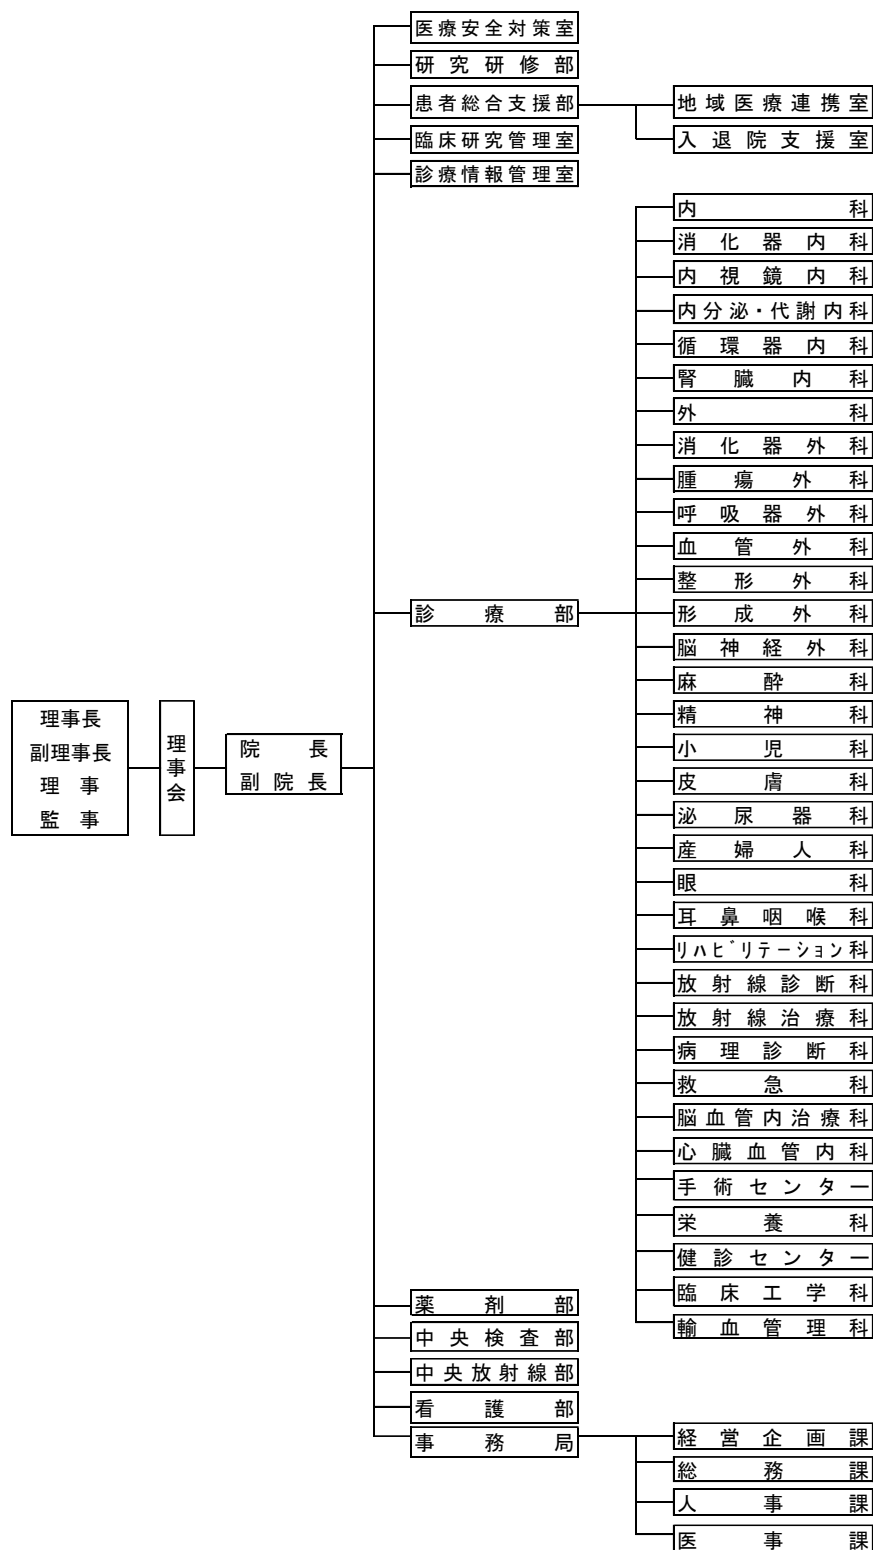 理事長
副理事長
理事
監事
理事会
院長
副院長
医療安全対策室
研究研修部
患者総合支援部
地域医療連携室
入退院支援室
臨床研究管理室
診療情報管理室
診療部
内科
消化器内科
内視鏡内科
内分泌・代謝内科
循環器内科
腎臓内科
外科
消化器外科
腫瘍外科
呼吸器外科
血管外科
整形外科
形成外科
脳神経外科
麻酔科
精神科
小児科
皮膚科
泌尿器科
産婦人科
眼科
耳鼻咽喉科
リハビリテーション科
放射線診断科
放射線治療科
病理診断科
救急科
脳血管内治療科
心臓血管内科
手術センター
栄養科
健診センター
臨床工学科
輸血管理科
薬剤部
中央検査部
中央放射線部
看護部
事務局
経営企画課
総務課
人事課
医事課